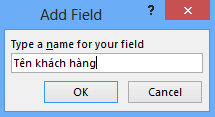 Add Field
?
Type a name for your field
Tên khách hàng
OK Cancel